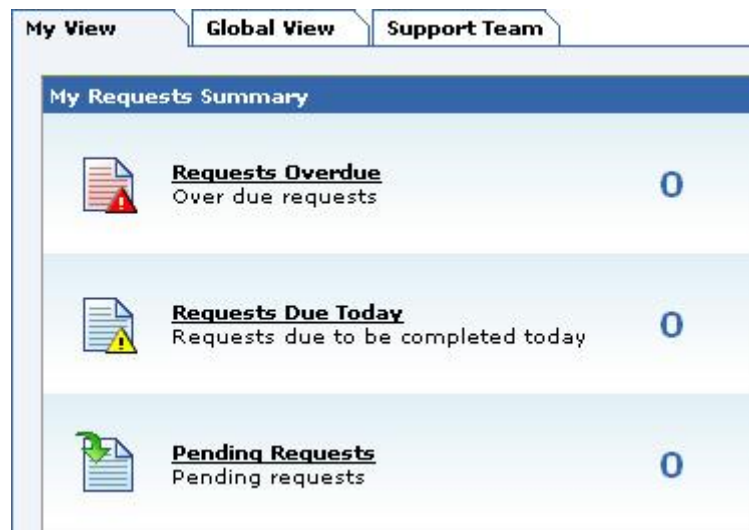 My View Global View Support Team
My Requests Summary
Requests Overdue 0
Over due requests
Requests Due Today 0
Requests due to be completed today
Pending Requests 0
Pending requests